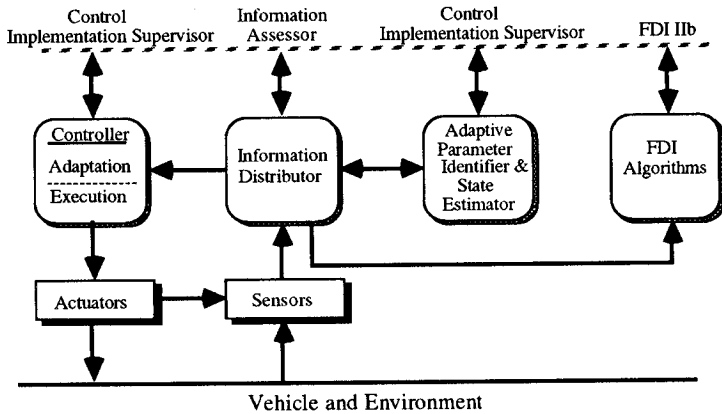 Control
Implementation Supervisor
Information
Assessor
Control
Implementation Supervisor
FDI IIb
Controller
Adaptation
Execution
Information
Distributor
Adaptive
Parameter
Identifier &
State
Estimator
FDI
Algorithms
Actuators
Sensors
Vehicle and Environment